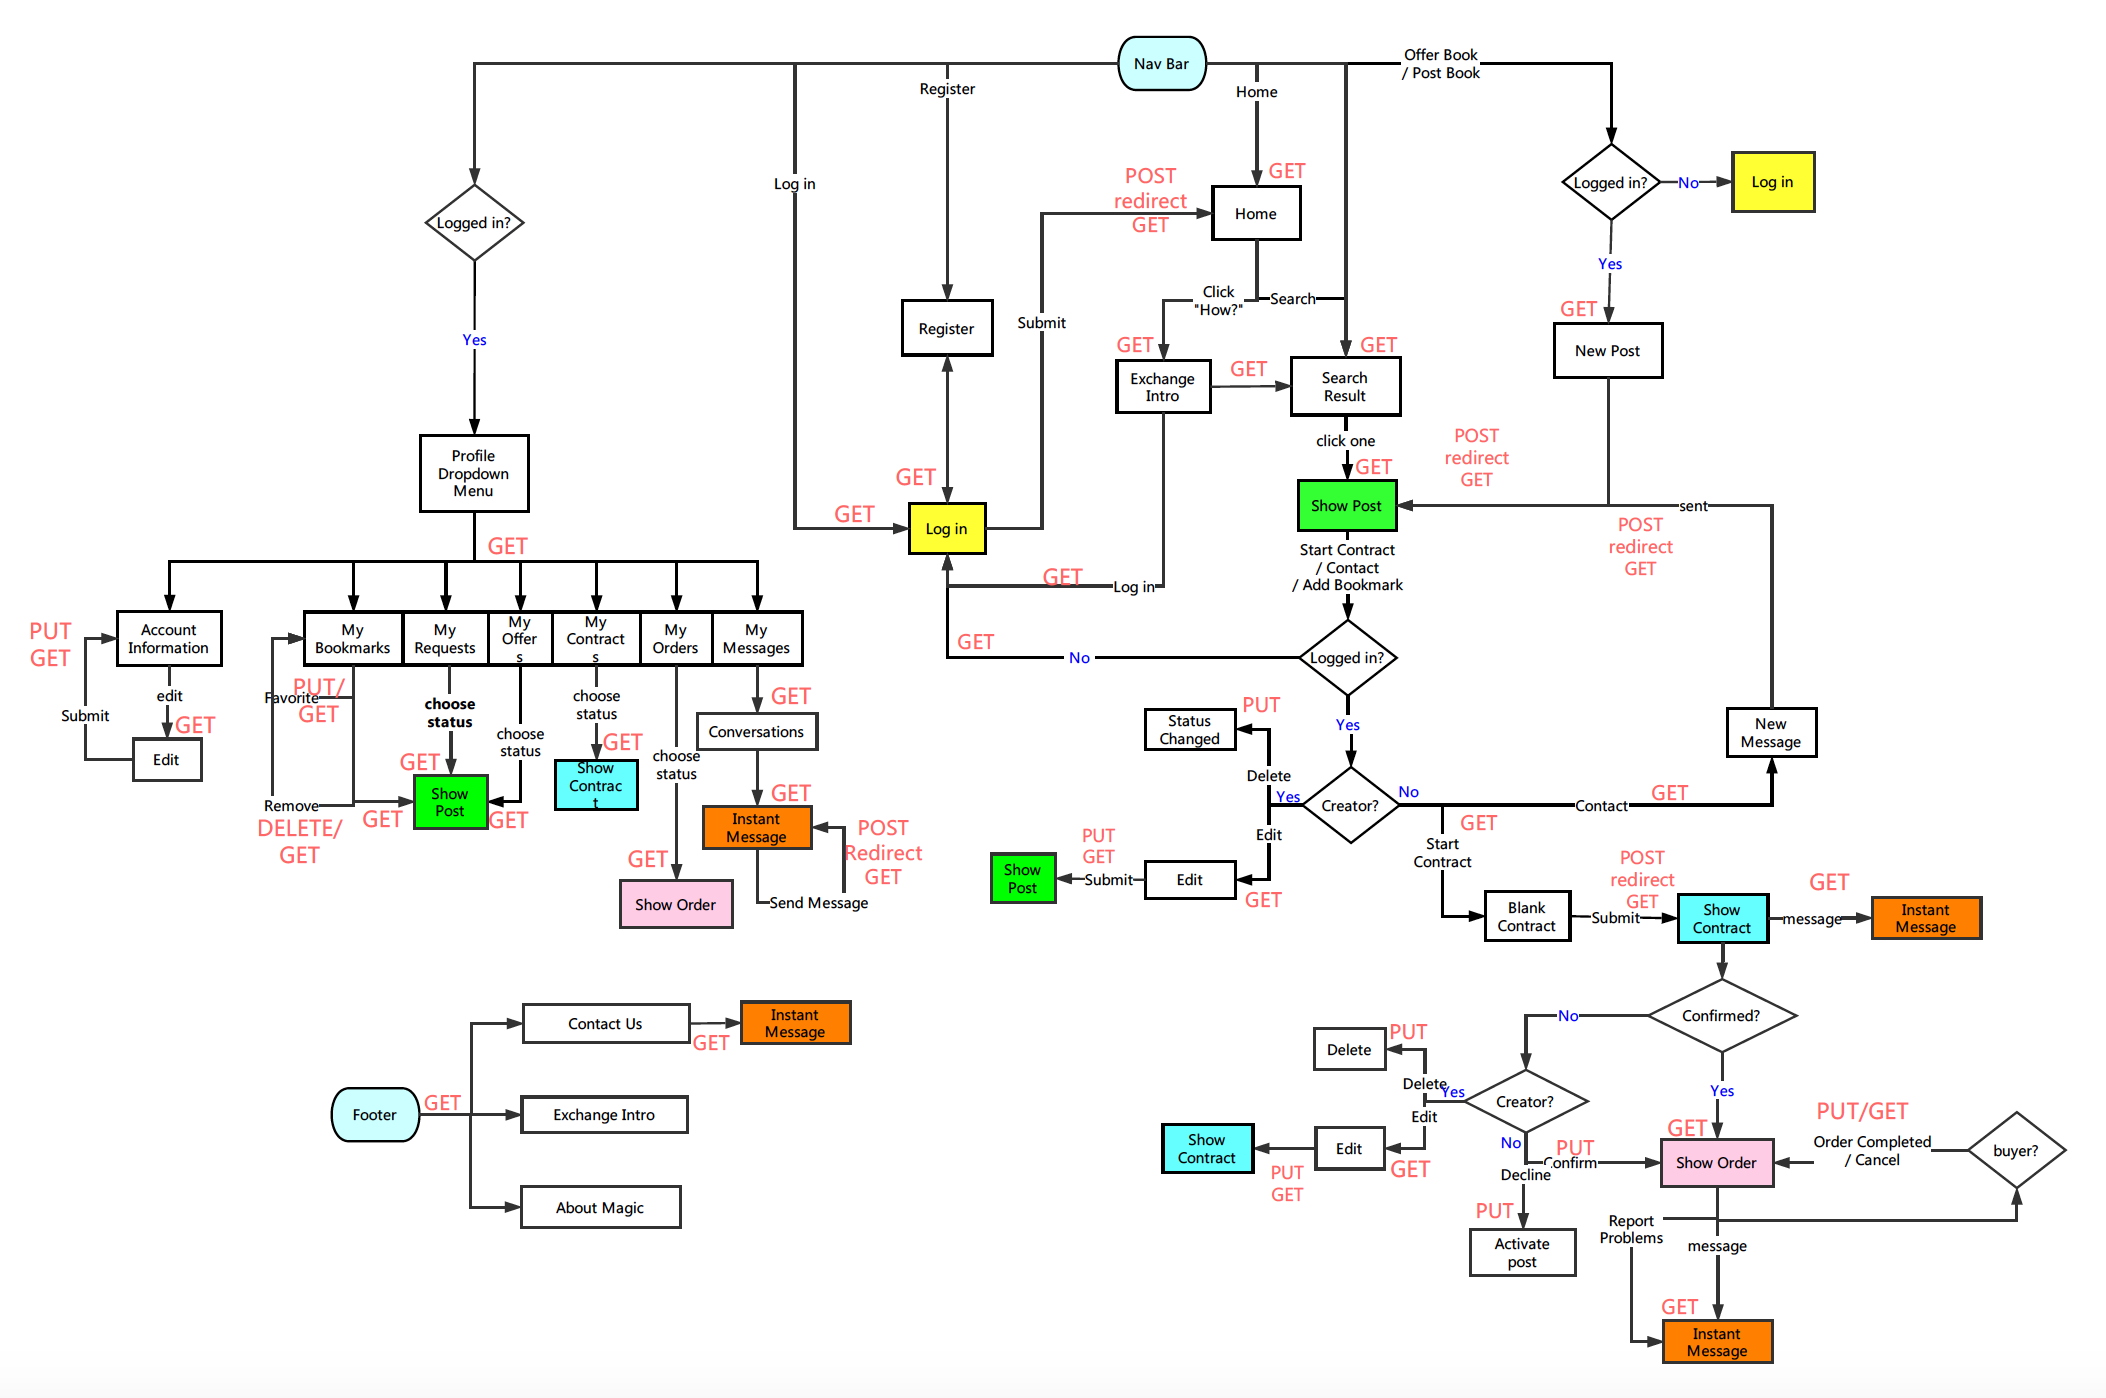 Nav Bar
Offer Book
/ Post Book
Register
Home
Log in
POST
redirect
GET
GET
Home
Logged in?
Logged in?
No
Log in
Yes
Click
"How?"
Search
Submit
Register
GET
New Post
Yes
GET
Exchange
Intro
GET
GET
Search
Result
click one
GET
POST
redirect
GET
Profile
Dropdown
Menu
GET
GET
Log in
Show Post
sent
POST
redirect
GET
Start Contract
/ Contact
/ Add Bookmark
GET
GET
Log in
GET
No
Logged in?
Yes
PUT
GET
Account
Information
My
Bookmarks
My
Requests
My
Offer
s
My
Contract
s
My
Orders
My
Messages
edit
Submit
GET
Edit
Favorite
PUT/
GET
choose
status
choose
status
choose
status
choose
status
GET
Conversations
GET
GET
Show
Contrac
t
GET
Show
Post
GET
GET
Remove
DELETE/
GET
GET
Instant
Message
POST
Redirect
GET
GET
Show Order
Send Message
PUT
Status
Changed
Delete
Yes
Creator?
No
Edit
PUT
GET
Show
Post
Submit
Edit
GET
Contact
GET
New
Message
GET
Start
Contract
Blank
Contract
POST
redirect
GET
Submit
Show
Contract
message
GET
Instant
Message
Confirmed?
No
Yes
PUT
Delete
Delete
Yes
Creator?
Edit
Show
Contract
PUT
GET
Edit
GET
No
PUT
Confirm
Decline
PUT
Activate
post
GET
Show Order
PUT/GET
Order Completed
/ Cancel
buyer?
Report
Problems
message
GET
Instant
Message
Contact Us
GET
Instant
Message
Footer
GET
Exchange Intro
About Magic